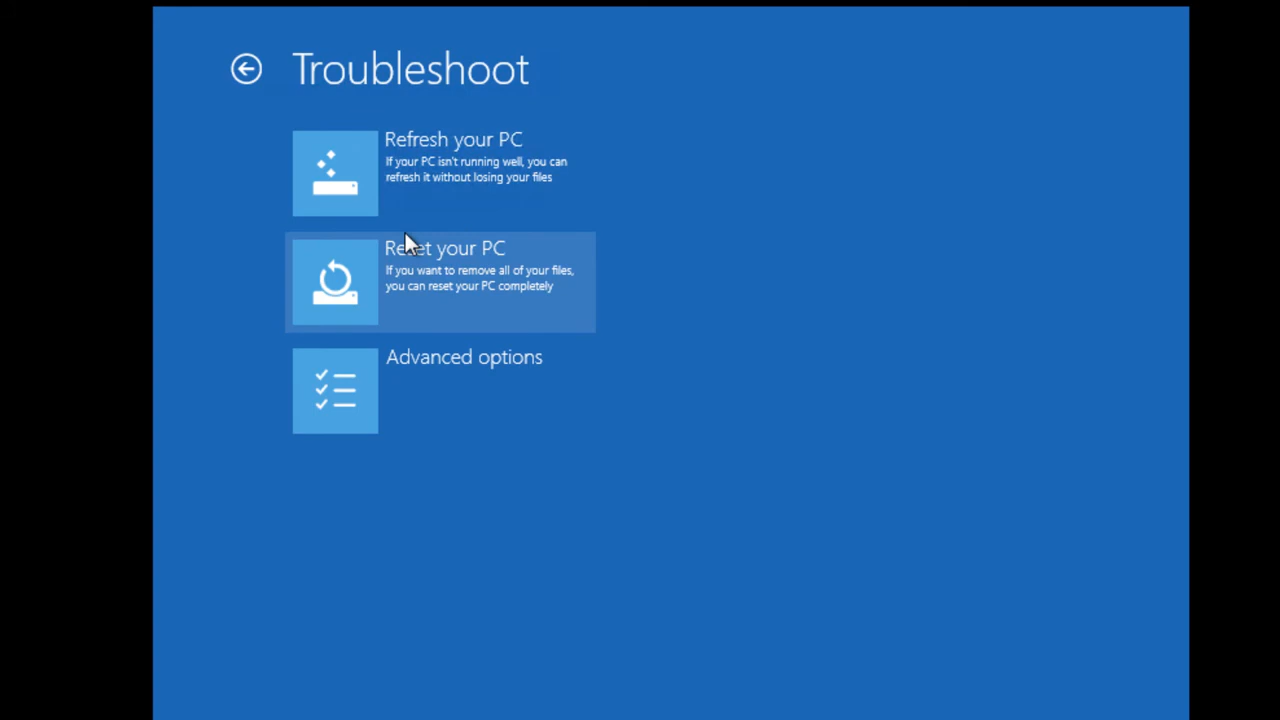 Troubleshoot
Refresh your PC
If your PC isn't running well, you can
refresh it without losing your files
Reset your PC
If you want to remove all of your files,
you can reset your PC completely
Advanced options